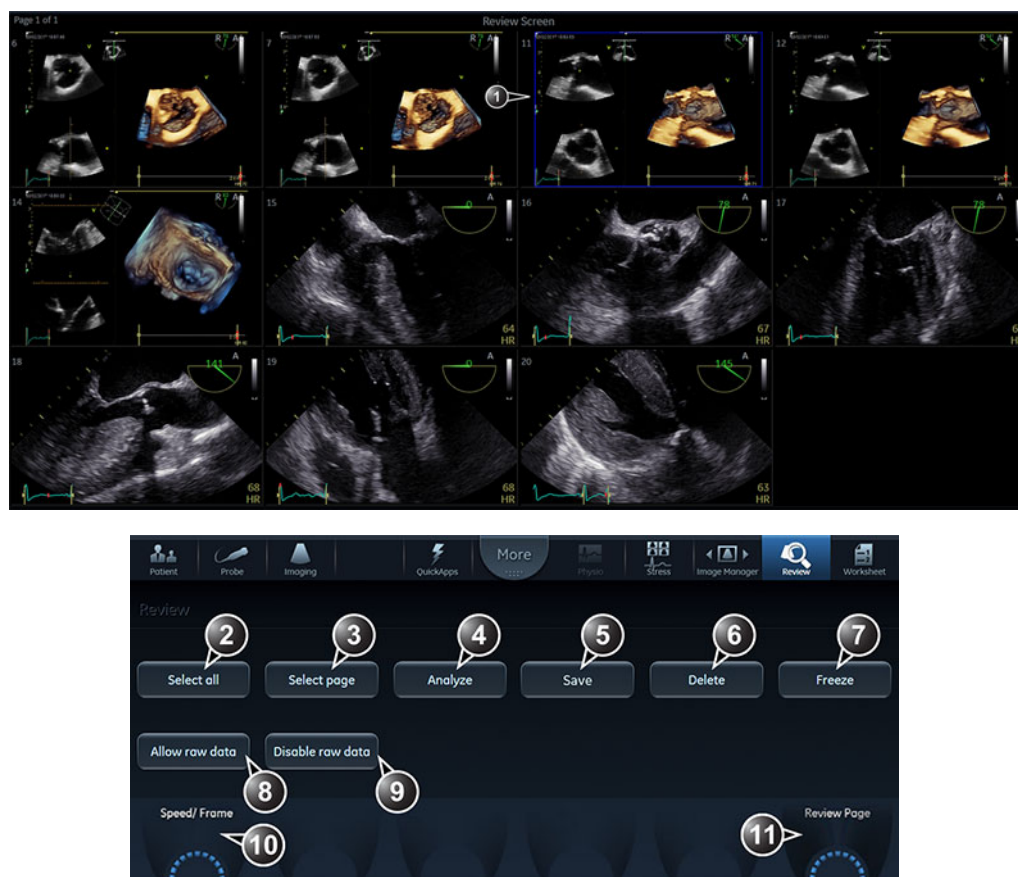 Page 1 of 1 Review Screen
6 R A
7 R A
11 R A
12 R A
1
14 R A
15 0
16 78
17 78
64 HR
67 HR
18 141 A
19 0 A
20 145 A
68 HR
68 HR
63 HR
Patient Probe Imaging QuickApps More Physio Stress Image Manager Review Worksheet
Review
2 3 4 5 6 7
Select all Select page Analyze Save Delete Freeze
Allow raw data Disable raw data
8 9
Speed/ Frame Review Page
10 11